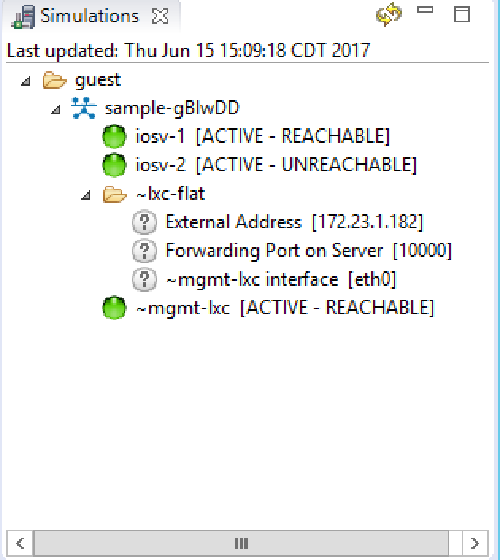 Simulations
Last updated: Thu Jun 15 15:09:18 CDT 2017
guest
sample-gBlwDD
iosv-1 [ACTIVE - REACHABLE]
iosv-2 [ACTIVE - UNREACHABLE]
~lxc-flat
? External Address [172.23.1.182]
? Forwarding Port on Server [10000]
? ~mgmt-lxc interface [eth0]
~mgmt-lxc [ACTIVE - REACHABLE]